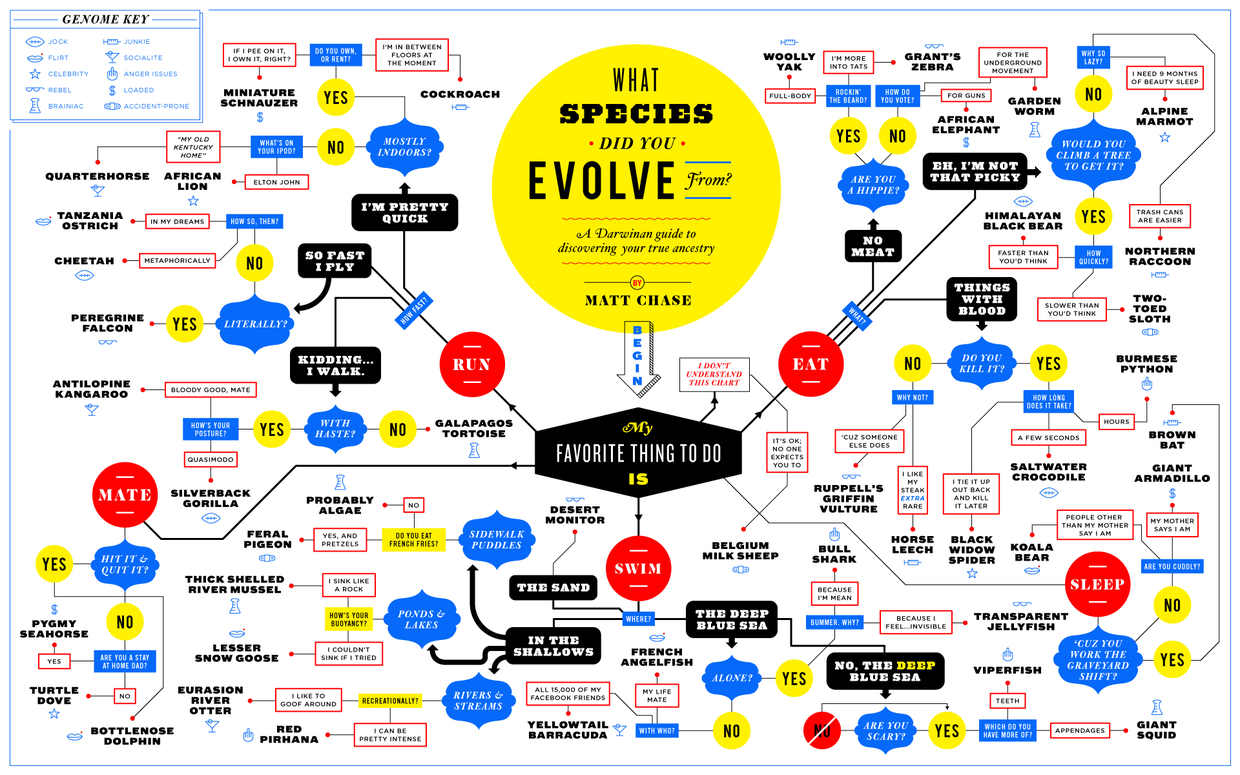 GENOME KEY
JOCK
JUNKIE
FLIRT
SOCIALITE
CELEBRITY
ANGER ISSUES
REBEL
LOADED
BRAINIAC
ACCIDENT-PRONE
WHAT
SPECIES
• DID YOU •
EVOLVE From?
A Darwinan guide to
discovering your true ancestry
BY
MATT CHASE
BEGIN
My
FAVORITE THING TO DO
IS
I DON'T
UNDERSTAND
THIS CHART
IT'S OK;
NO ONE
EXPECTS
YOU TO
BELGIUM
MILK SHEEP
RUN
HOW FAST?
I'M PRETTY
QUICK
MOSTLY
INDOORS?
YES
DO YOU OWN,
OR RENT?
IF I PEE ON IT,
I OWN IT, RIGHT?
MINIATURE
SCHNAUZER
I'M IN BETWEEN
FLOORS AT
THE MOMENT
COCKROACH
NO
WHAT'S ON
YOUR IPOD?
"MY OLD
KENTUCKY
HOME"
QUARTERHORSE
ELTON JOHN
AFRICAN
LION
SO FAST
I FLY
LITERALLY?
NO
HOW SO, THEN?
IN MY DREAMS
TANZANIA
OSTRICH
METAPHORICALLY
CHEETAH
YES
PEREGRINE
FALCON
KIDDING...
I WALK.
WITH
HASTE?
YES
HOW'S YOUR
POSTURE?
BLOODY GOOD, MATE
ANTILOPINE
KANGAROO
QUASIMODO
SILVERBACK
GORILLA
NO
GALAPAGOS
TORTOISE
EAT
WHAT?
NO
MEAT
ARE YOU
A HIPPIE?
YES
ROCKIN'
THE BEARD?
FULL-BODY
WOOLLY
YAK
I'M MORE
INTO TATS
GRANT'S
ZEBRA
NO
HOW DO
YOU VOTE?
FOR GUNS
AFRICAN
ELEPHANT
FOR THE
UNDERGROUND
MOVEMENT
GARDEN
WORM
EH, I'M NOT
THAT PICKY
WOULD YOU
CLIMB A TREE
TO GET IT?
NO
WHY SO
LAZY?
I NEED 9 MONTHS
OF BEAUTY SLEEP
ALPINE
MARMOT
TRASH CANS
ARE EASIER
NORTHERN
RACCOON
YES
HOW
QUICKLY?
FASTER THAN
YOU'D THINK
HIMALAYAN
BLACK BEAR
SLOWER THAN
YOU'D THINK
TWO-
TOED
SLOTH
THINGS
WITH
BLOOD
DO YOU
KILL IT?
NO
WHY NOT?
'CUZ SOMEONE
ELSE DOES
RUPPELL'S
GRIFFIN
VULTURE
I LIKE
MY
STEAK
EXTRA
RARE
HORSE
LEECH
YES
HOW LONG
DOES IT TAKE?
I TIE IT UP
OUT BACK
AND KILL
IT LATER
BLACK
WIDOW
SPIDER
A FEW SECONDS
SALTWATER
CROCODILE
HOURS
BURMESE
PYTHON
MATE
HIT IT &
QUIT IT?
YES
NO
ARE YOU A STAY
AT HOME DAD?
PYGMY
SEAHORSE
YES
NO
TURTLE
DOVE
BOTTLENOSE
DOLPHIN
SWIM
WHERE?
THE SAND
DESERT
MONITOR
IN THE
SHALLOWS
SIDEWALK
PUDDLES
DO YOU EAT
FRENCH FRIES?
NO
PROBABLY
ALGAE
YES, AND
PRETZELS
FERAL
PIGEON
PONDS &
LAKES
HOW'S YOUR
BUOYANCY?
I SINK LIKE
A ROCK
THICK SHELLED
RIVER MUSSEL
I COULDN'T
SINK IF I TRIED
LESSER
SNOW GOOSE
RIVERS &
STREAMS
RECREATIONALLY?
I LIKE TO
GOOF AROUND
EURASION
RIVER
OTTER
I CAN BE
PRETTY INTENSE
RED
PIRHANA
THE DEEP
BLUE SEA
ALONE?
YES
BUMMER. WHY?
BECAUSE
I'M MEAN
BULL
SHARK
BECAUSE I
FEEL...INVISIBLE
TRANSPARENT
JELLYFISH
NO
WITH WHO?
MY LIFE
MATE
FRENCH
ANGELFISH
ALL 15,000 OF MY
FACEBOOK FRIENDS
YELLOWTAIL
BARRACUDA
NO, THE DEEP
BLUE SEA
ARE YOU
SCARY?
NO
YES
WHICH DO YOU
HAVE MORE OF?
TEETH
VIPERFISH
APPENDAGES
GIANT
SQUID
SLEEP
'CUZ YOU
WORK THE
GRAVEYARD
SHIFT?
YES
BROWN
BAT
NO
ARE YOU CUDDLY?
MY MOTHER
SAYS I AM
GIANT
ARMADILLO
PEOPLE OTHER
THAN MY MOTHER
SAY I AM
KOALA
BEAR